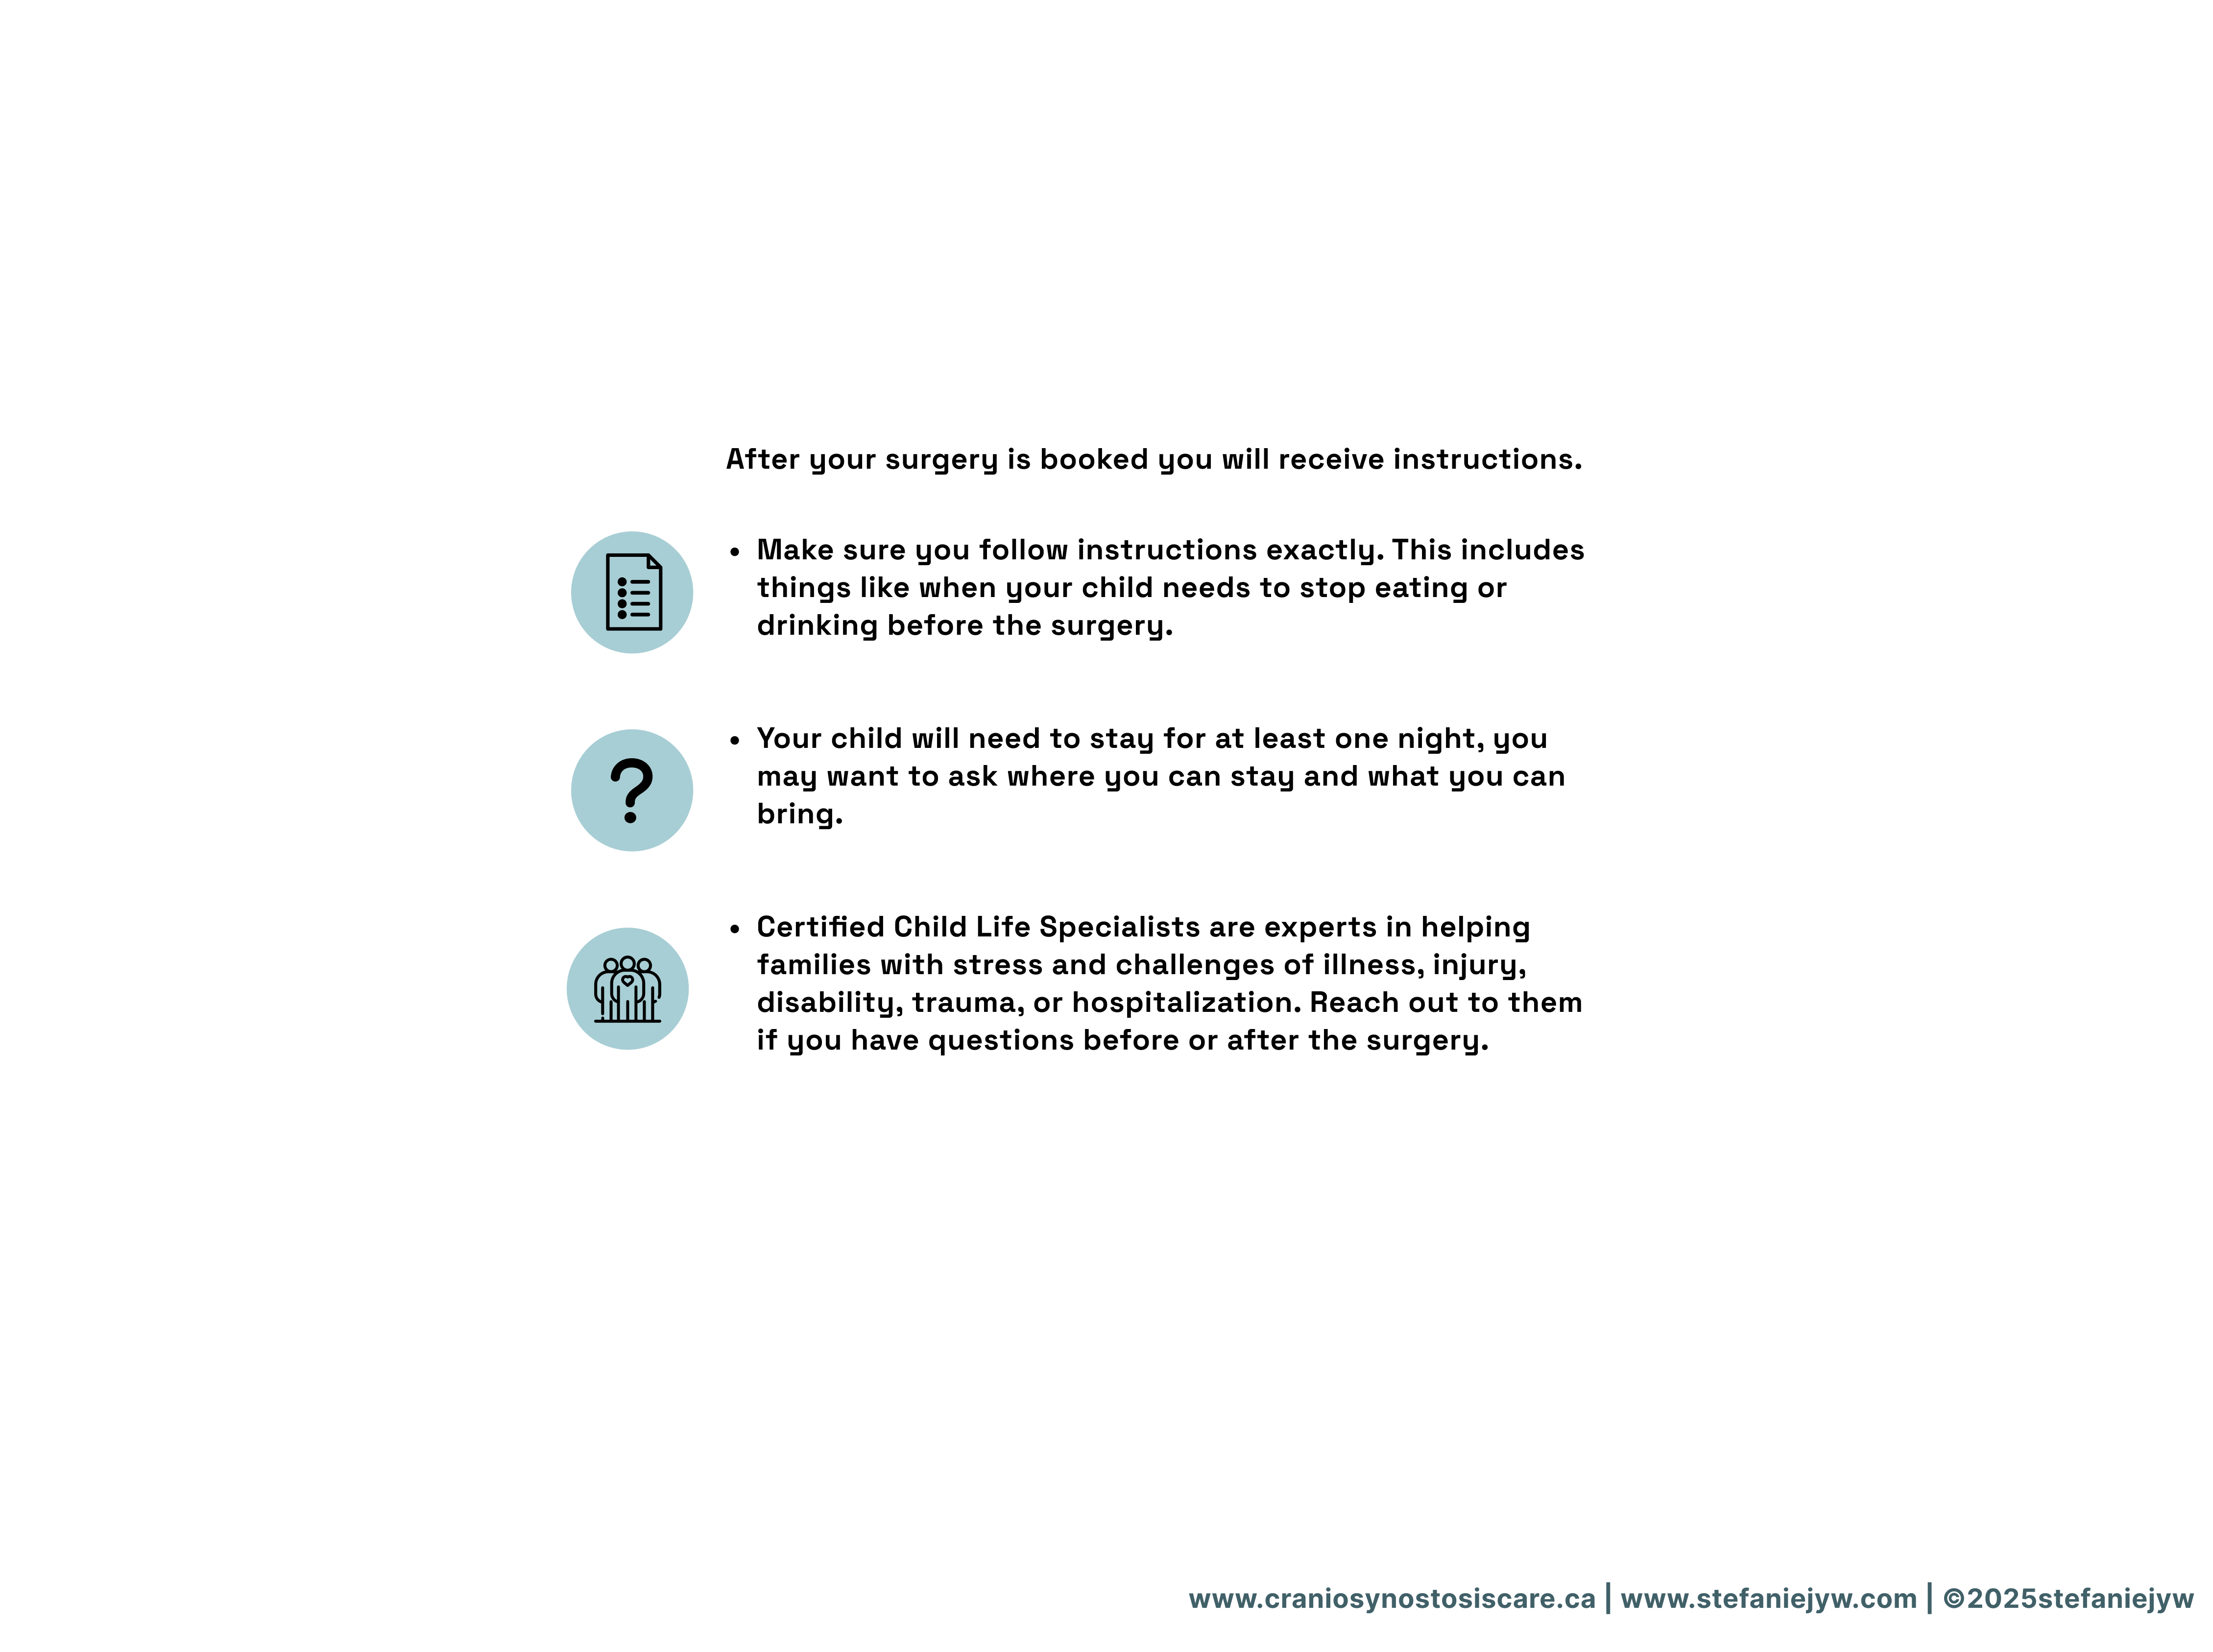 After your surgery is booked you will receive instructions.
• Make sure you follow instructions exactly. This includes
things like when your child needs to stop eating or
drinking before the surgery.
?
• Your child will need to stay for at least one night, you
may want to ask where you can stay and what you can
bring.
• Certified Child Life Specialists are experts in helping
families with stress and challenges of illness, injury,
disability, trauma, or hospitalization. Reach out to them
if you have questions before or after the surgery.
www.craniosynostosiscare.ca | www.stefaniejyw.com | ©2025stefaniejyw